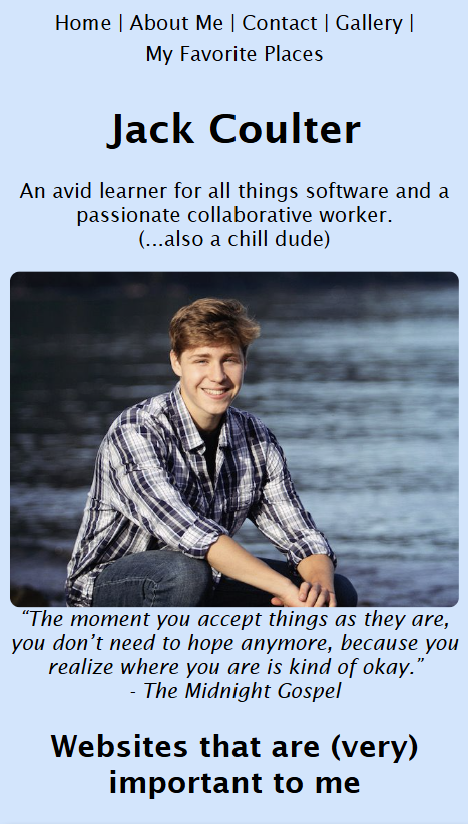 Home | About Me | Contact | Gallery |
My Favorite Places
Jack Coulter
An avid learner for all things software and a
passionate collaborative worker.
(...also a chill dude)
“The moment you accept things as they are,
you don’t need to hope anymore, because you
realize where you are is kind of okay.”
- The Midnight Gospel
Websites that are (very)
important to me